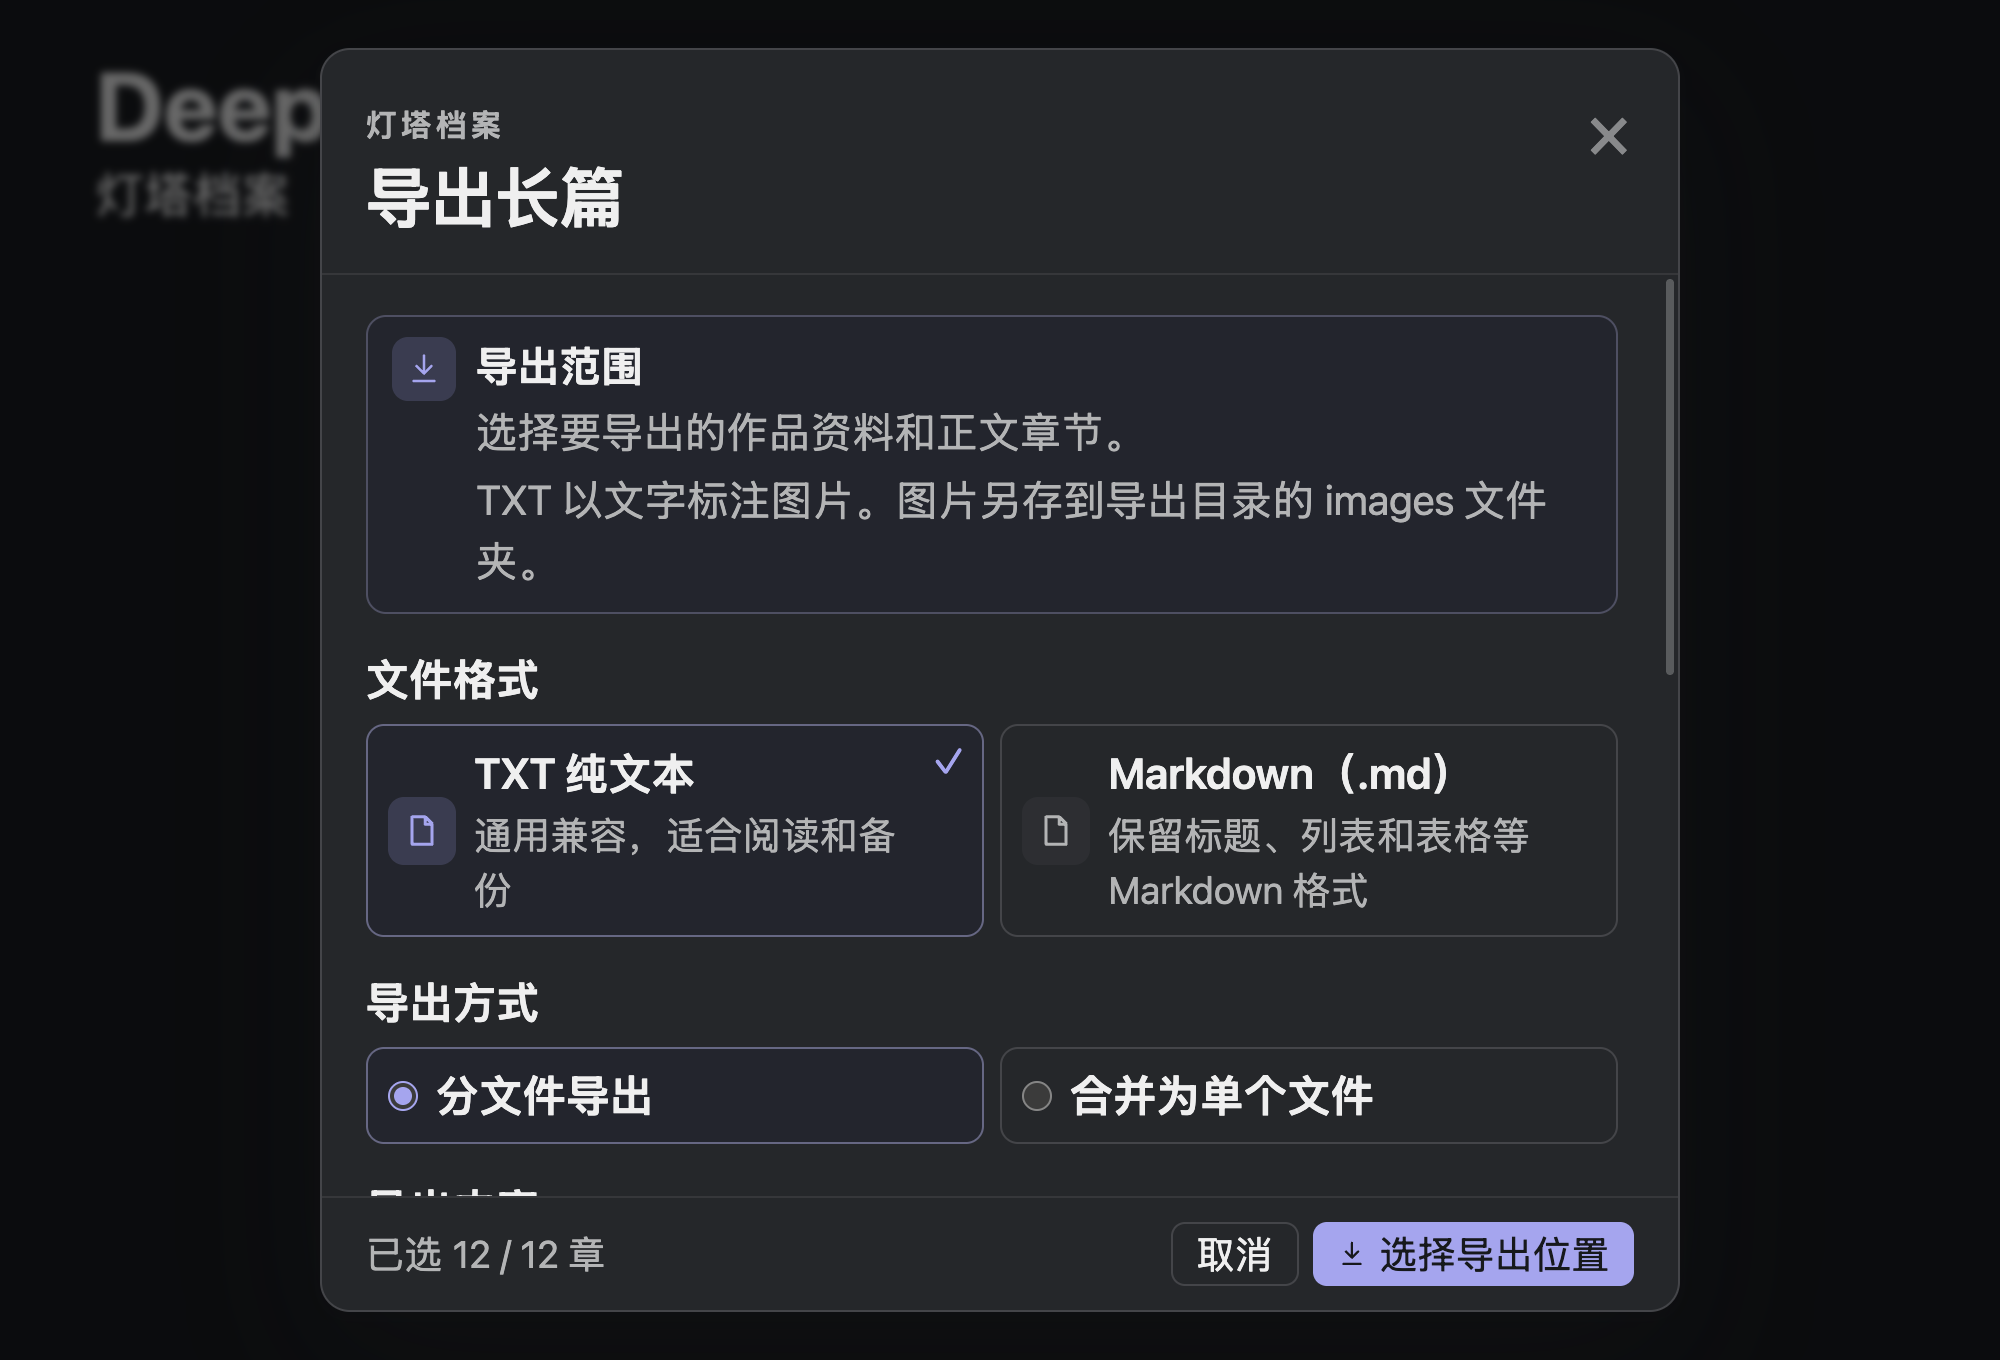 Deep
灯塔档案
灯塔档案
导出长篇
导出范围
选择要导出的作品资料和正文章节。
TXT 以文字标注图片。图片另存到导出目录的 images 文件
夹。
文件格式
TXT 纯文本
通用兼容，适合阅读和备
份
Markdown（.md）
保留标题、列表和表格等
Markdown 格式
导出方式
分文件导出
合并为单个文件
已选 12 / 12 章
取消
选择导出位置